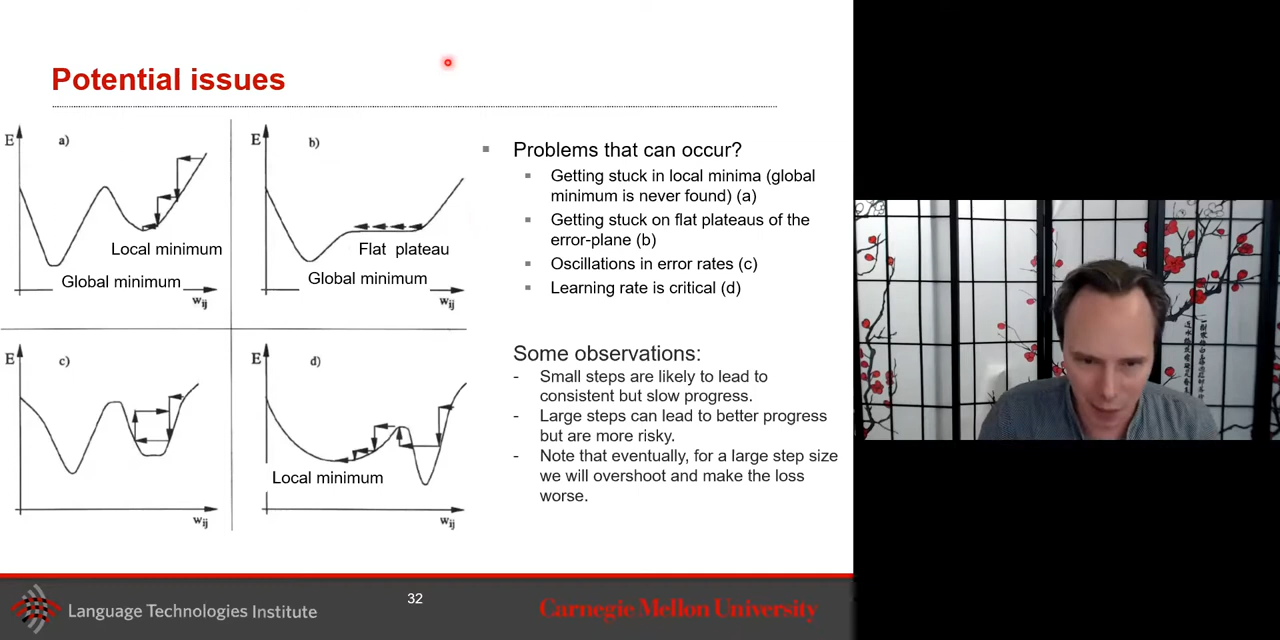 Potential issues
E
a)
Local minimum
Global minimum
wij
E
b)
Flat plateau
Global minimum
wij
E
c)
wij
E
d)
Local minimum
wij
Problems that can occur?
Getting stuck in local minima (global
minimum is never found) (a)
Getting stuck on flat plateaus of the
error-plane (b)
Oscillations in error rates (c)
Learning rate is critical (d)
Some observations:
- Small steps are likely to lead to
consistent but slow progress.
- Large steps can lead to better progress
but are more risky.
- Note that eventually, for a large step size
we will overshoot and make the loss
worse.
Language Technologies Institute
32
Carnegie Mellon University